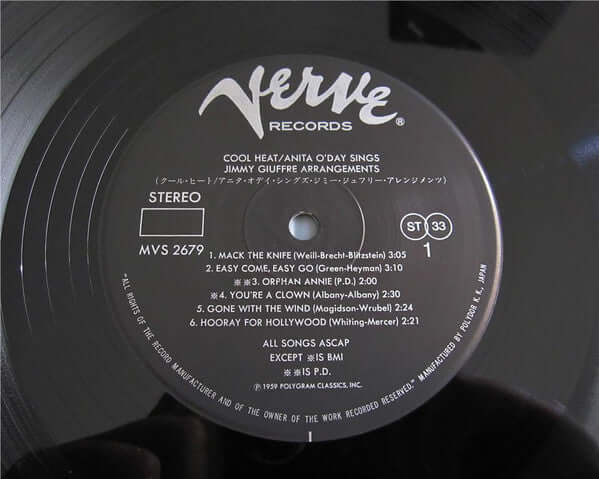 Verve®
RECORDS
COOL HEAT/ANITA O'DAY SINGS
JIMMY GIUFFRE ARRANGEMENTS
(クール・ヒート/アニタ・オデイ・シングズ・ジミー・ジュフリー・アレンジメンツ)
STEREO
MVS 2679
ST 33
1
1. MACK THE KNIFE (Weill-Brecht-Blitzstein) 3:05
2. EASY COME, EASY GO (Green-Heyman) 3:10
※※3. ORPHAN ANNIE (P.D.) 2:00
※4. YOU'RE A CLOWN (Albany-Albany) 2:30
5. GONE WITH THE WIND (Magidson-Wrubel) 2:24
6. HOORAY FOR HOLLYWOOD (Whiting-Mercer) 2:21
ALL SONGS ASCAP
EXCEPT ※IS BMI
※※IS P.D.
Ⓟ 1959 POLYGRAM CLASSICS, INC.
"ALL RIGHTS OF THE RECORD MANUFACTURER AND OF THE OWNER OF THE WORK RECORDED RESERVED." MANUFACTURED BY POLYDOR K.K., JAPAN